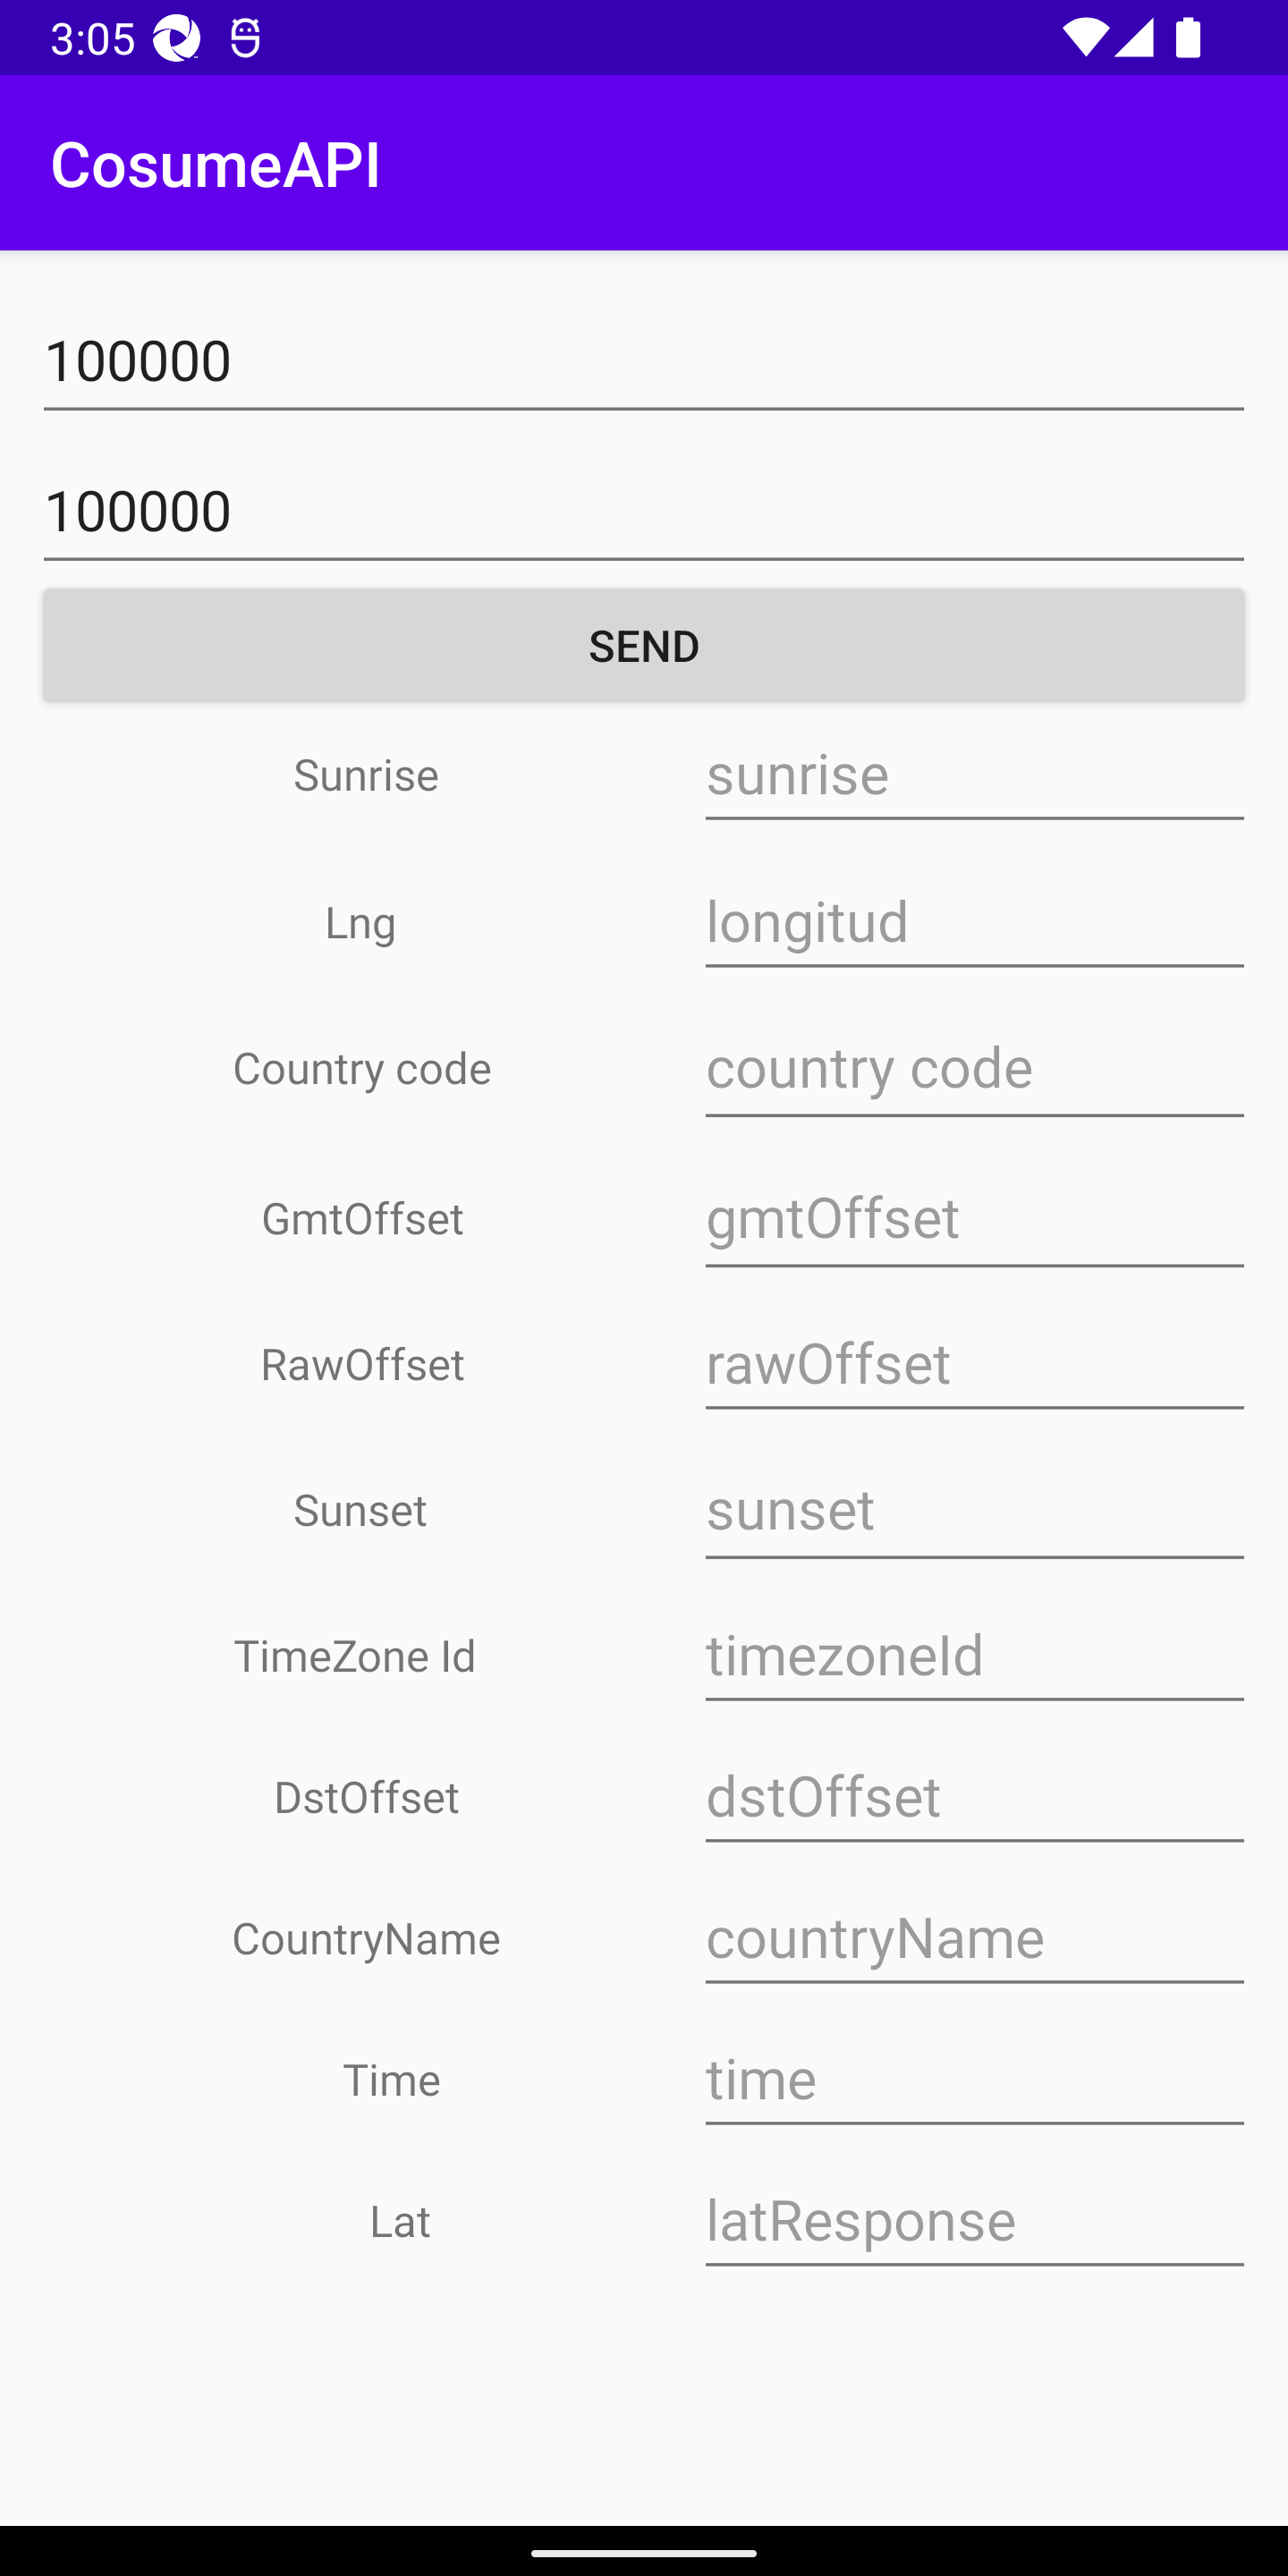 3:05
CosumeAPI
100000
100000
SEND
Sunrise sunrise
Lng longitud
Country code country code
GmtOffset gmtOffset
RawOffset rawOffset
Sunset sunset
TimeZone Id timezoneId
DstOffset dstOffset
CountryName countryName
Time time
Lat latResponse